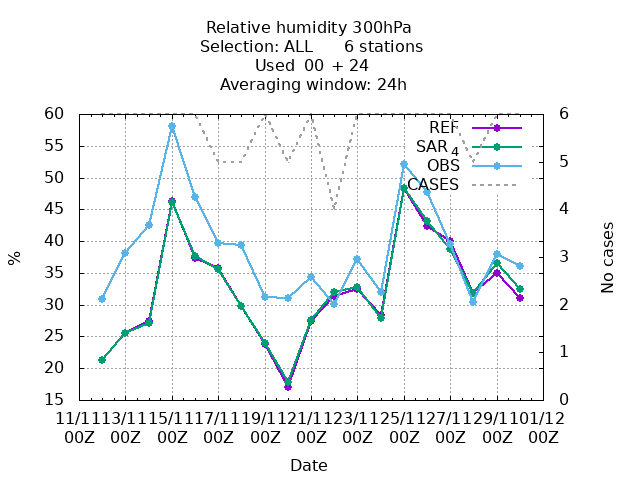 Relative humidity 300hPa
Selection: ALL 6 stations
Used 00 + 24
Averaging window: 24h
60 6
REF
SAR 4
55 5
OBS
50
CASES
45 4
40
%
35 3
No cases
30 2
25
20 1
15 0
11/11 13/11 15/11 17/11 19/11 21/11 23/11 25/11 27/11 29/11 01/12
00Z 00Z 00Z 00Z 00Z 00Z 00Z 00Z 00Z 00Z 00Z
Date